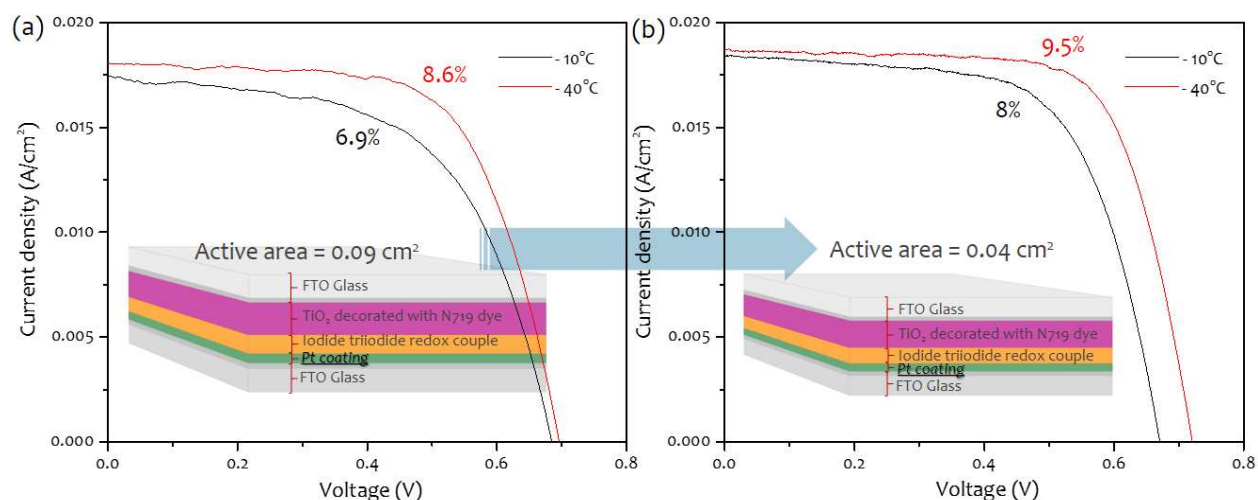 (a)
0.020
0.015
0.010
0.005
0.000
Current density (A/cm²)
0.0
0.2
0.4
0.6
0.8
Voltage (V)
8.6%
6.9%
- 10°C
- 40°C
Active area = 0.09 cm²
FTO Glass
TiO₂ decorated with N719 dye
Iodide triiodide redox couple
Pt coating
FTO Glass
(b)
0.020
0.015
0.010
0.005
0.000
Current density (A/cm²)
0.0
0.2
0.4
0.6
0.8
Voltage (V)
9.5%
8%
- 10°C
- 40°C
Active area = 0.04 cm²
FTO Glass
TiO₂ decorated with N719 dye
Iodide triiodide redox couple
Pt coating
FTO Glass